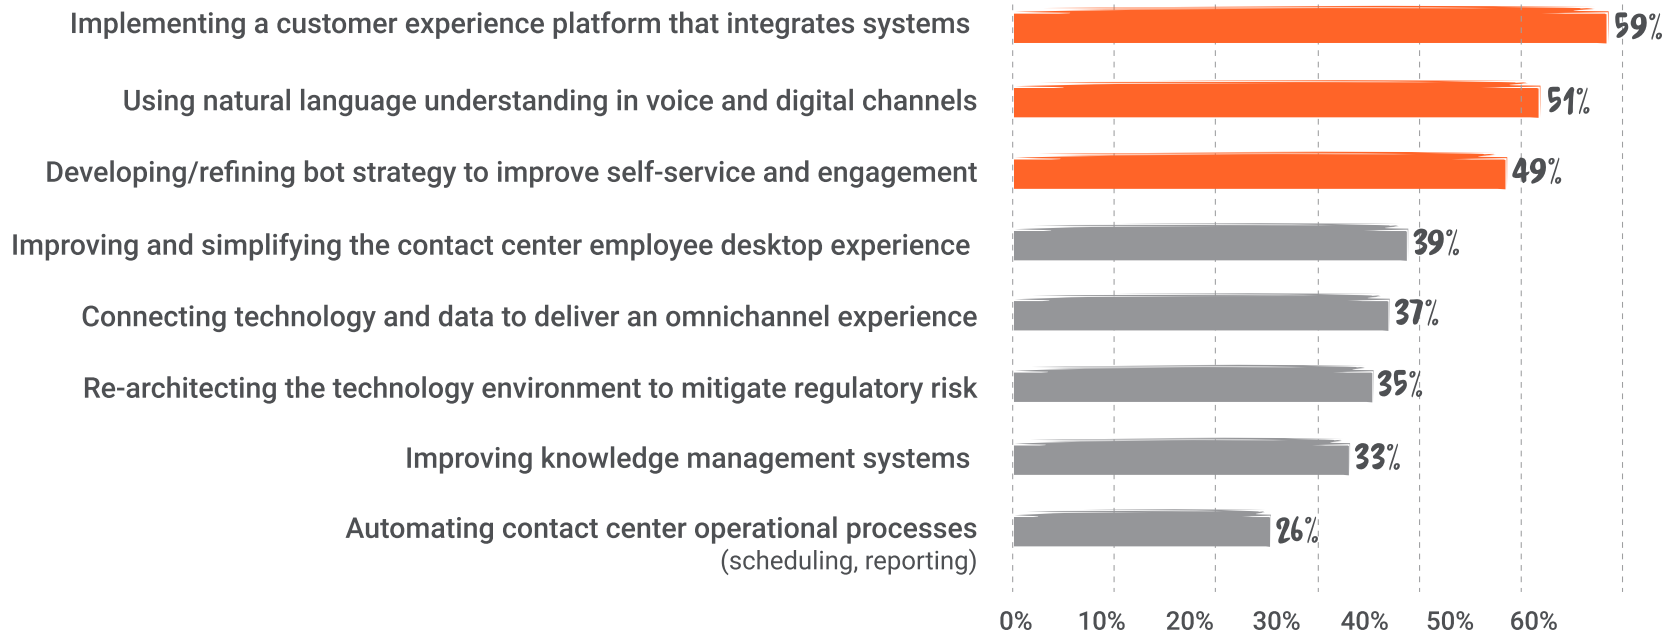 Implementing a customer experience platform that integrates systems 59%
Using natural language understanding in voice and digital channels 51%
Developing/refining bot strategy to improve self-service and engagement 49%
Improving and simplifying the contact center employee desktop experience 39%
Connecting technology and data to deliver an omnichannel experience 37%
Re-architecting the technology environment to mitigate regulatory risk 35%
Improving knowledge management systems 33%
Automating contact center operational processes 26%
(scheduling, reporting)
0% 10% 20% 30% 40% 50% 60%